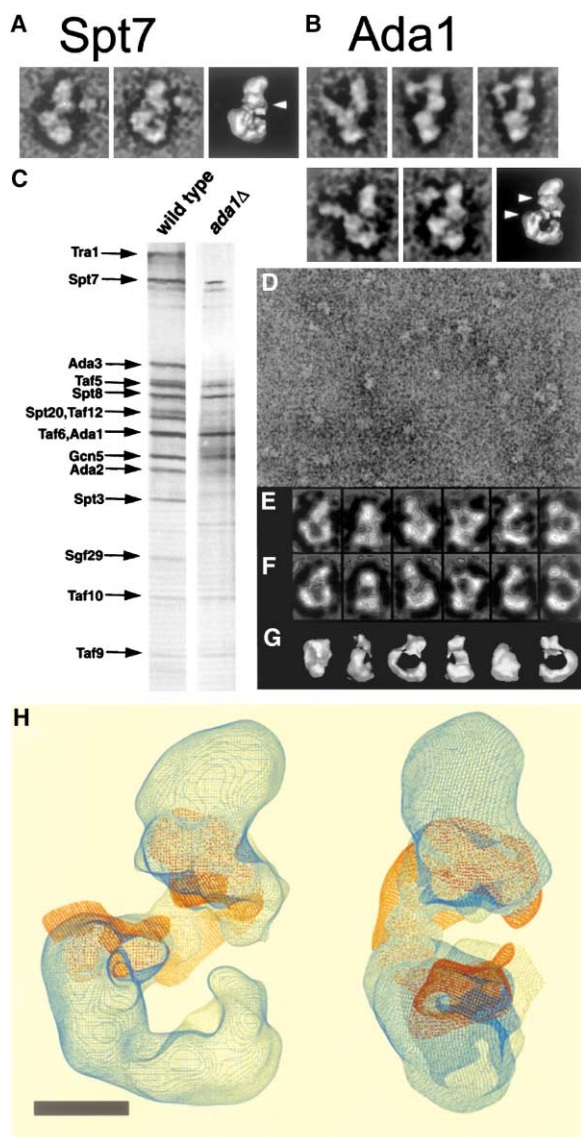 A
Spt7
B
Ada1
C
wild type
ada1Δ
Tra1
Spt7
Ada3
Taf5
Spt8
Spt20,Taf12
Taf6,Ada1
Gcn5
Ada2
Spt3
Sgf29
Taf10
Taf9
D
E
F
G
H